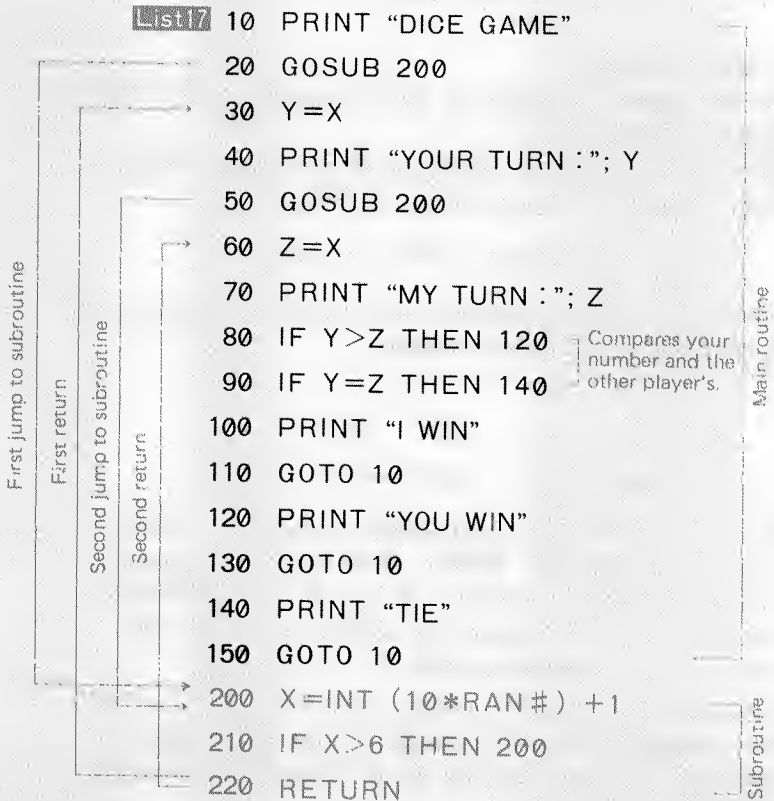 List17 10 PRINT “DICE GAME”
20 GOSUB 200
30 Y=X
40 PRINT “YOUR TURN :”; Y
50 GOSUB 200
60 Z=X
70 PRINT “MY TURN :”; Z
80 IF Y>Z THEN 120
90 IF Y=Z THEN 140
Compares your
number and the
other player's.
100 PRINT “I WIN”
110 GOTO 10
120 PRINT “YOU WIN”
130 GOTO 10
140 PRINT “TIE”
150 GOTO 10
200 X=INT (10*RAN#) +1
210 IF X>6 THEN 200
220 RETURN
First jump to subroutine
First return
Second jump to subroutine
Second return
Main routine
Subroutine